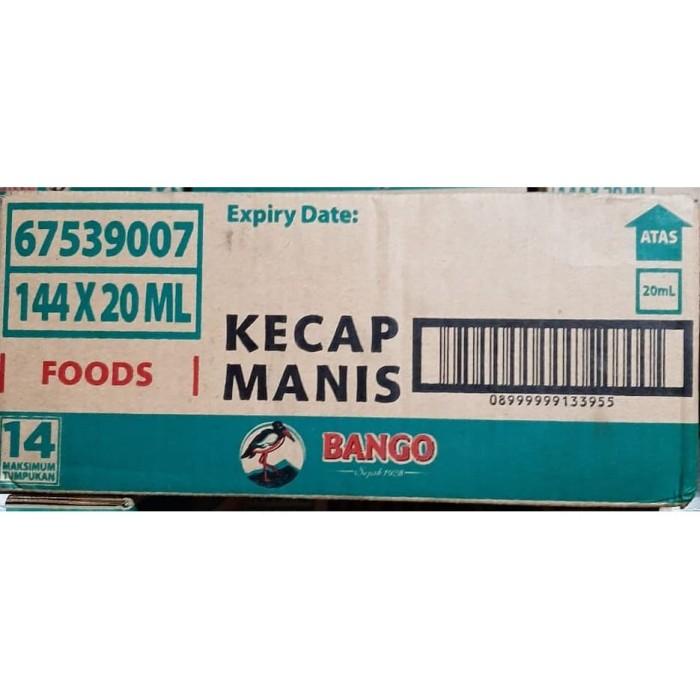 67539007
144 X 20 ML
FOODS
14
MAKSIMUM
TUMPUKAN
Expiry Date:
KECAP
MANIS
ATAS
20mL
08999999133955
BANGO
Sejak 1928